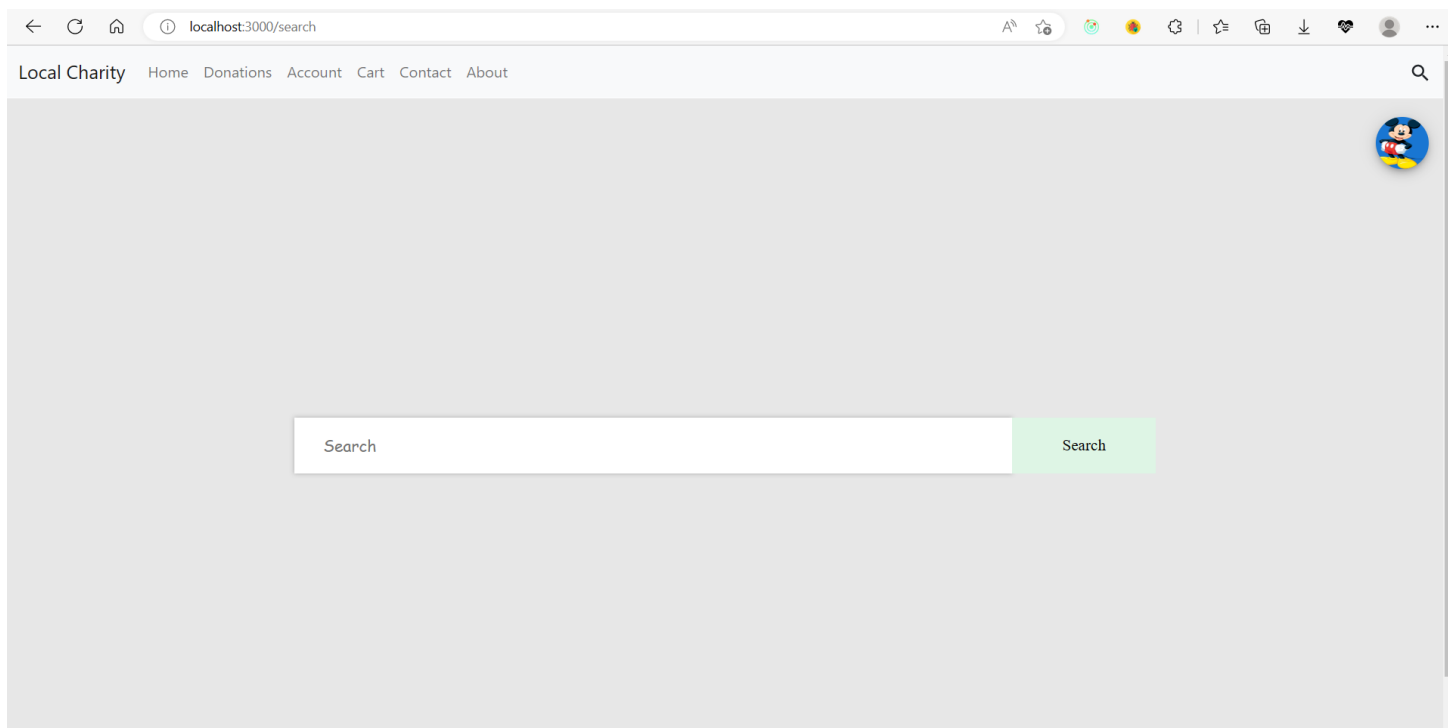 localhost:3000/search
Local Charity Home Donations Account Cart Contact About
Search Search